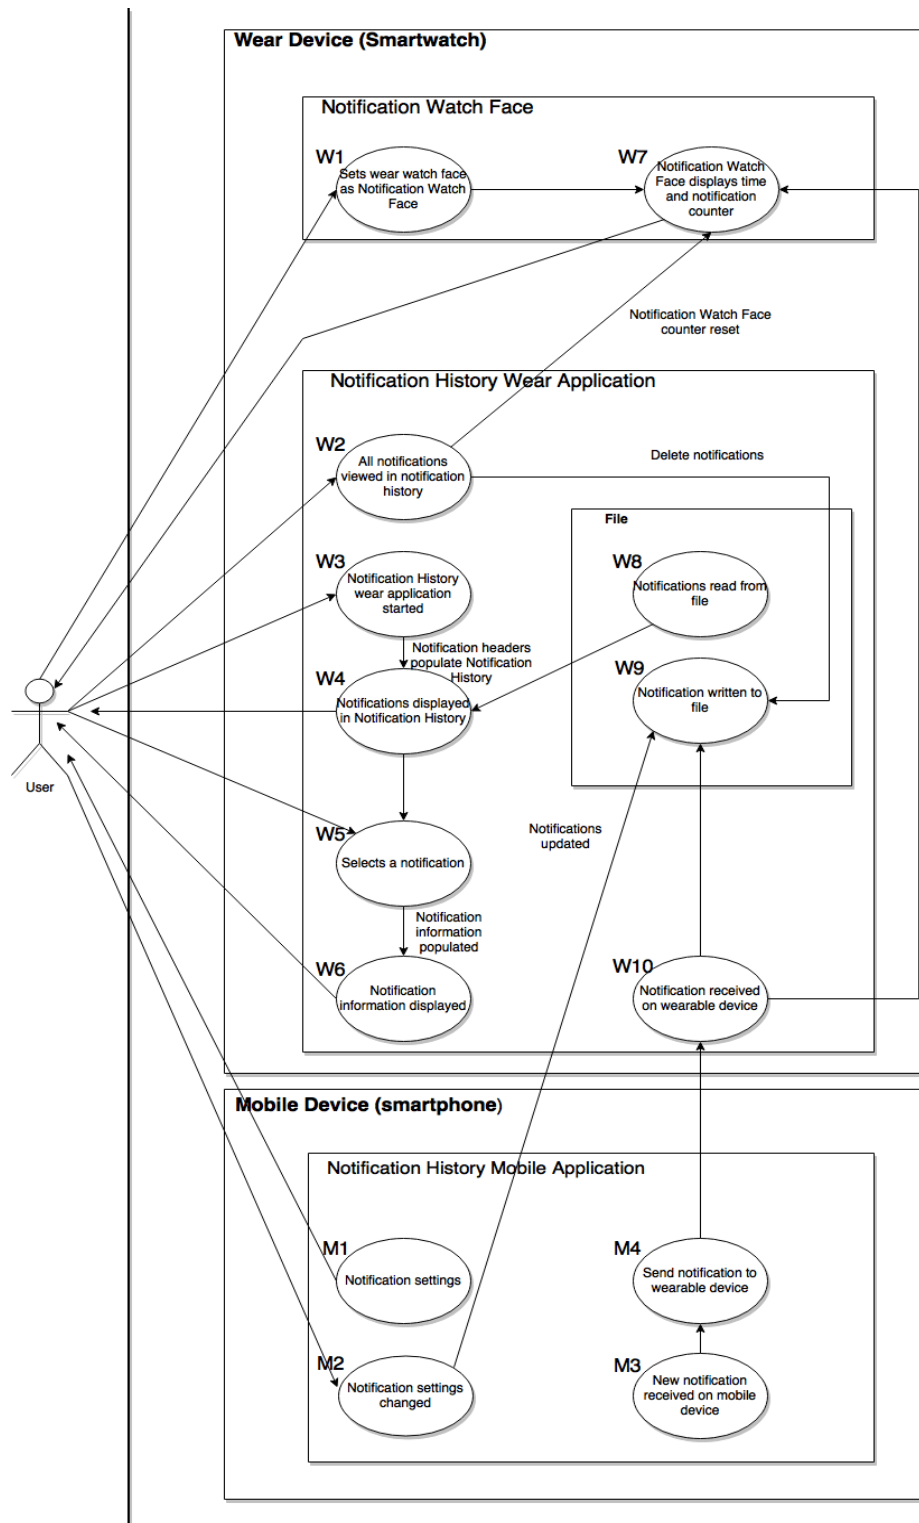 Wear Device (Smartwatch)
Notification Watch Face
W1
Sets wear watch face
as Notification Watch
Face
W7
Notification Watch
Face displays time
and notification
counter
Notification Watch Face
counter reset
Notification History Wear Application
W2
All notifications
viewed in notification
history
Delete notifications
File
W3
Notification History
wear application
started
W8
Notifications read from
file
Notification headers
populate Notification
History
W4
Notifications displayed
in Notification History
W9
Notification written to
file
User
W5
Selects a notification
Notifications
updated
Notification
information
populated
W6
Notification
information displayed
W10
Notification received
on wearable device
Mobile Device (smartphone)
Notification History Mobile Application
M1
Notification settings
M4
Send notification to
wearable device
M2
Notification settings
changed
M3
New notification
received on mobile
device